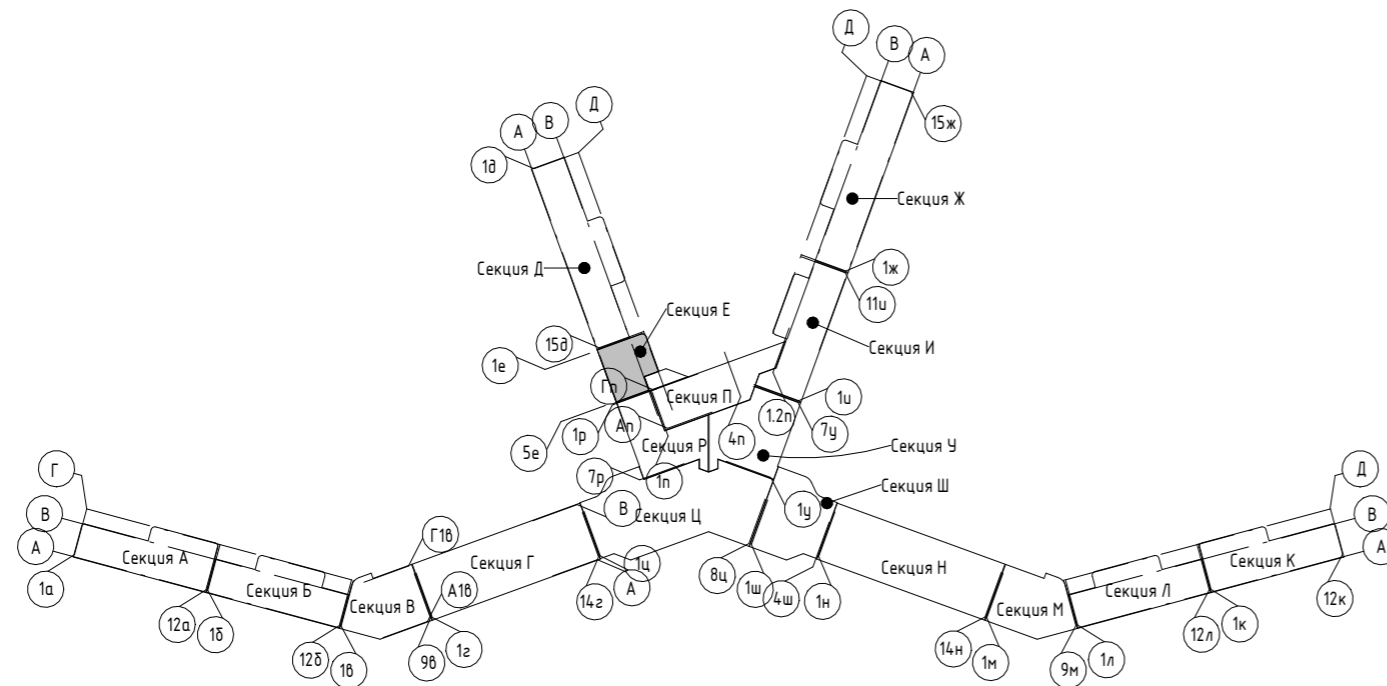 Д
В
А
15ж
Секция Ж
1ж
11и
Секция И
А
В
Д
1д
Секция Д
Секция Е
15д
1е
Гп
Секция П
1р
Ап
5е
Секция Р
4п
1.2п
1и
7у
7р
1п
Секция У
Секция Ш
1у
Г
В
А
1а
Секция А
Секция Б
Секция В
Г1в
Секция Г
В
Секция Ц
12а
1б
12б
1в
А1в
9в
1г
14г
1ц
А
8ц
1ш
4ш
1н
Секция Н
14н
1м
Секция М
9м
1л
Секция Л
12л
1к
Секция К
12к
Д
В
А